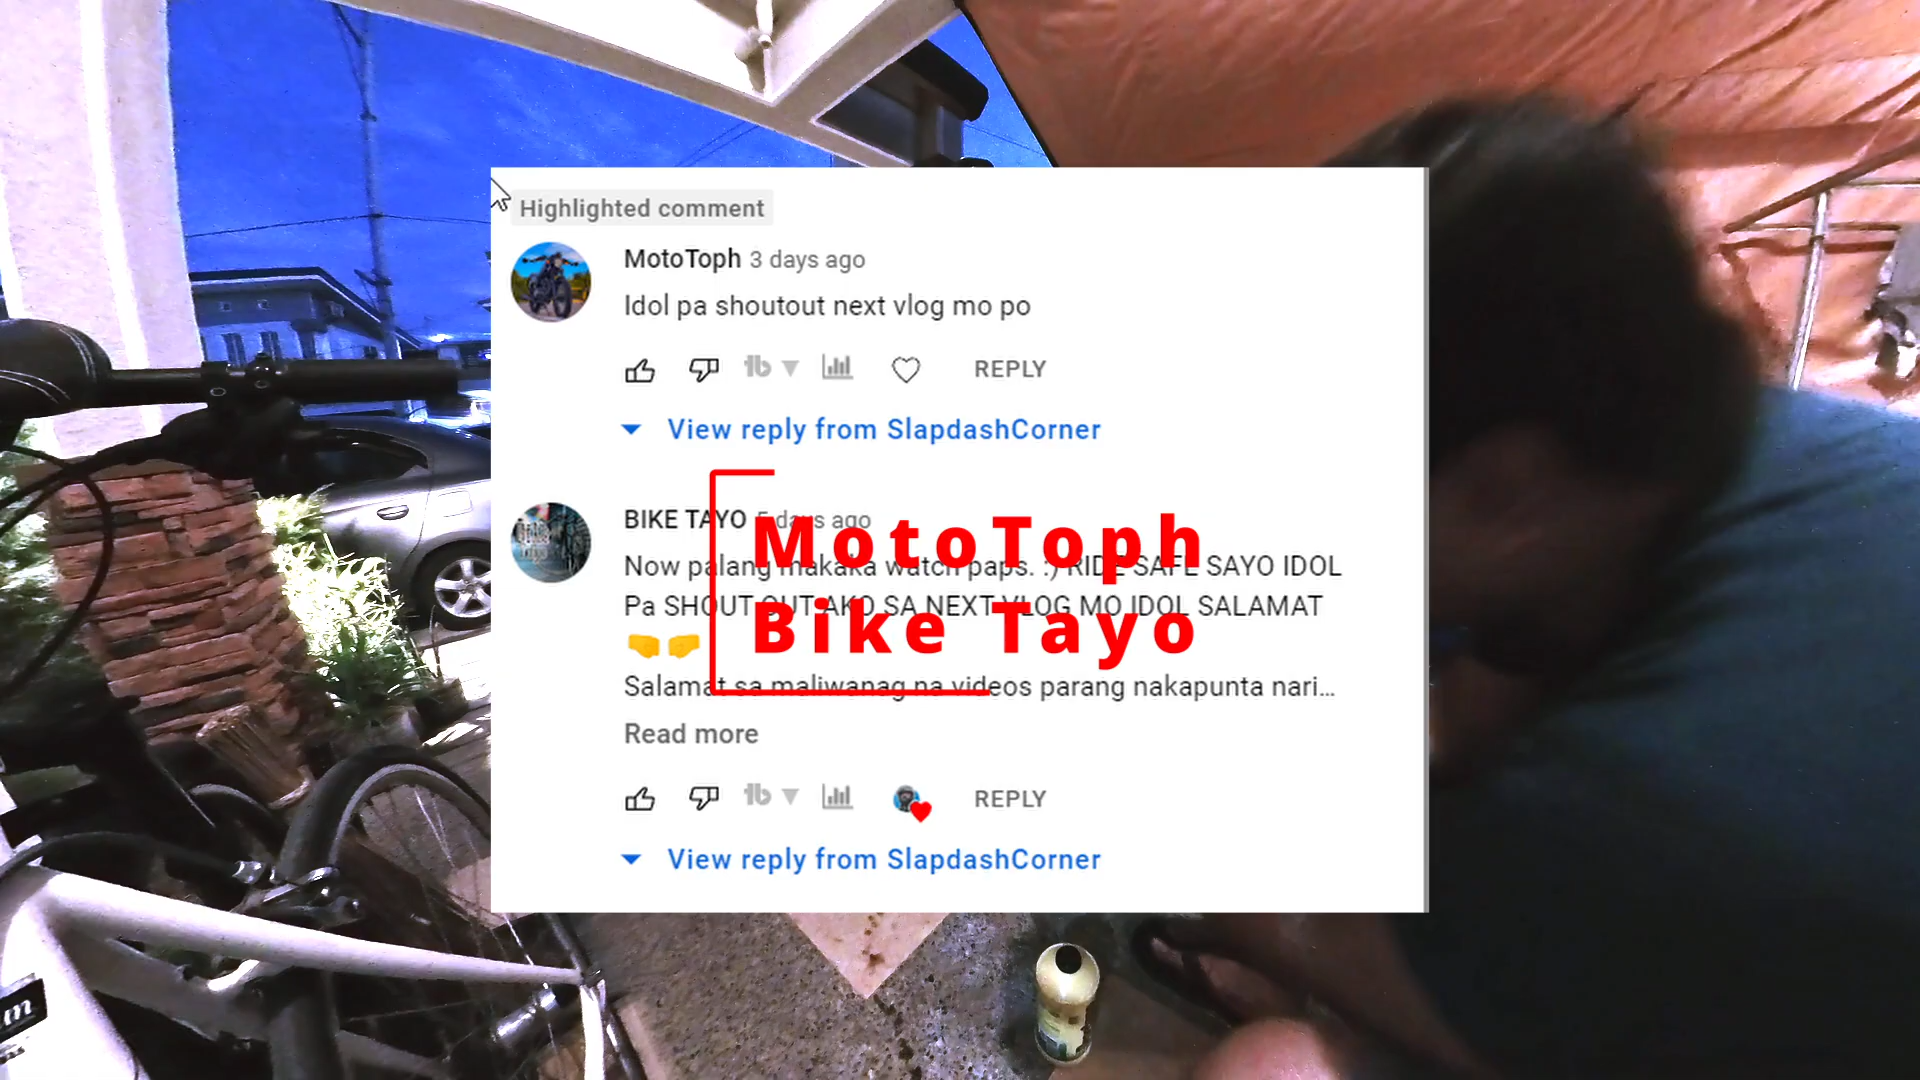 Highlighted comment
MotoToph 3 days ago
Idol pa shoutout next vlog mo po
REPLY
View reply from SlapdashCorner
BIKE TAYO 5 days ago
Now palang makaka watch paps. :) RIDE SAFE SAYO IDOL
Pa SHOUT OUT AKO SA NEXT VLOG MO IDOL SALAMAT
🤜🤛
Salamat sa maliwanag na videos parang nakapunta nari...
Read more
REPLY
View reply from SlapdashCorner
MotoToph
Bike Tayo